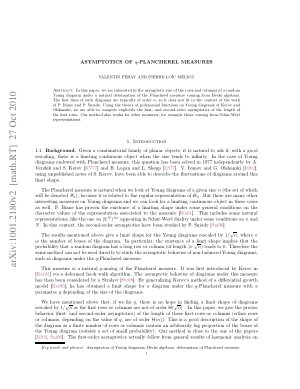 ASYMPTOTICS OF q-PLANCHEREL MEASURES
VALENTIN FÉRAY AND PIERRE-LOÏC MÉLIOT
Abstract. In this paper, we are interested in the asymptotic size of the rows and columns of a random
Young diagram under a natural deformation of the Plancherel measure coming from Hecke algebras.
The first lines of such diagrams are typically of order n, so it does not fit in the context of the work
of P. Biane and P. Śniady. Using the theory of polynomial functions on Young diagrams of Kerov and
Olshanski, we are able to compute explicitly the first- and second-order asymptotics of the length of
the first rows. Our method also works for other measures, for example those coming from Schur-Weyl
representations.
1. Introduction
1.1. Background. Given a combinatorial family of planar objects, it is natural to ask if, with a good
rescaling, there is a limiting continuous object when the size tends to infinity. In the case of Young
diagrams endowed with Plancherel measure, this question has been solved in 1977 independently by A.
Vershik and S. Kerov [KV77] and B. Logan and L. Shepp [LS77]. V. Ivanov and G. Olshanski [IO02],
using unpublished notes of S. Kerov, have been able to describe the fluctuations of diagrams around this
limit shape.
The Plancherel measure is natural when we look at Young diagrams of a given size n (the set of which
will be denoted
), because it is related to the regular representation of
. But there are many other
interesting measures on Young diagrams and we can look for a limiting continuous object in these cases
as well. P. Biane has proven the existence of a limiting shape under some general conditions on the
character values of the representation associated to the measure
. This includes some natural
representations, like the one on
appearing in Schur-Weyl duality under some conditions on n and
N. In this context, the second-order asymptotics have been studied by P. Śniady
The results mentioned above give a limit shape for the Young diagrams rescaled by 1/√n, where n
is the number of boxes of the diagram. In particular, the existence of a limit shape implies that the
probability that a random diagram has a long row or column (of length ≫ √n) tends to 0. Therefore the
same method can not be used directly to study the asymptotic behavior of non-balanced Young diagrams,
such as diagrams under the q-Plancherel measure.
This measure is a natural
of the Plancherel measure. It was first introduced by Kerov in
based on a deformed hook walk algorithm. The asymptotic behavior of diagrams under this measure
has then been considered by
. By generalizing Kerov's method of a differential growth
model
, he has obtained a limit shape for a diagram under the q-Plancherel measure with a
parameter q depending of the size of the diagram.
We have mentioned above that, if we fix q, there is no hope in finding a limit shape of diagrams
rescaled by 1/√n
the first rows or columns are not of order
. In this paper, we give the precise
behavior (first- and second-order asymptotics) of the length of these first rows or columns (either rows
or columns, depending on the value of q, are of order Θ(n)). This is a good description of the shape of
the diagram as a finite number of rows or columns contain an arbitrarily big proportion of the boxes of
the Young diagram (outside a set of small probability). Our method is close to the one of the papers
. The first-order asymptotics actually follow from general results of harmonic analysis on
Key words and phrases. Asymptotics of Young diagrams, Hecke algebras, deformation of Plancherel measure.
1
arXiv:1001.2180v2 [math.RT] 27 Oct 2010